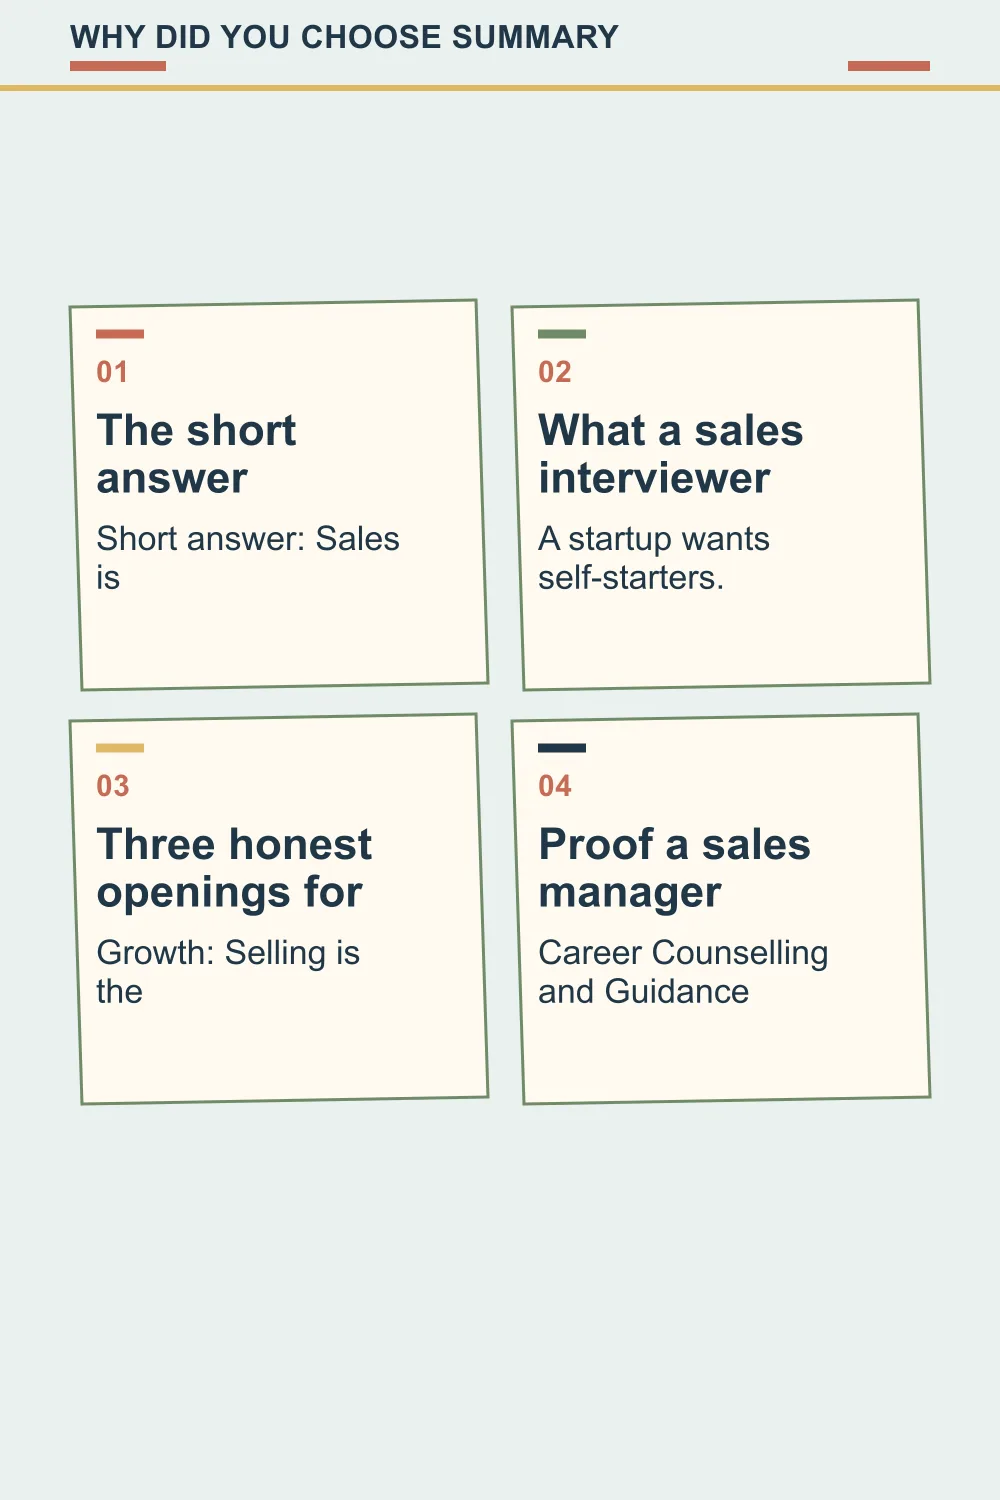 WHY DID YOU CHOOSE SUMMARY
01
The short
answer
Short answer: Sales
is
02
What a sales
interviewer
A startup wants
self-starters.
03
Three honest
openings for
Growth: Selling is
the
04
Proof a sales
manager
Career Counselling
and Guidance